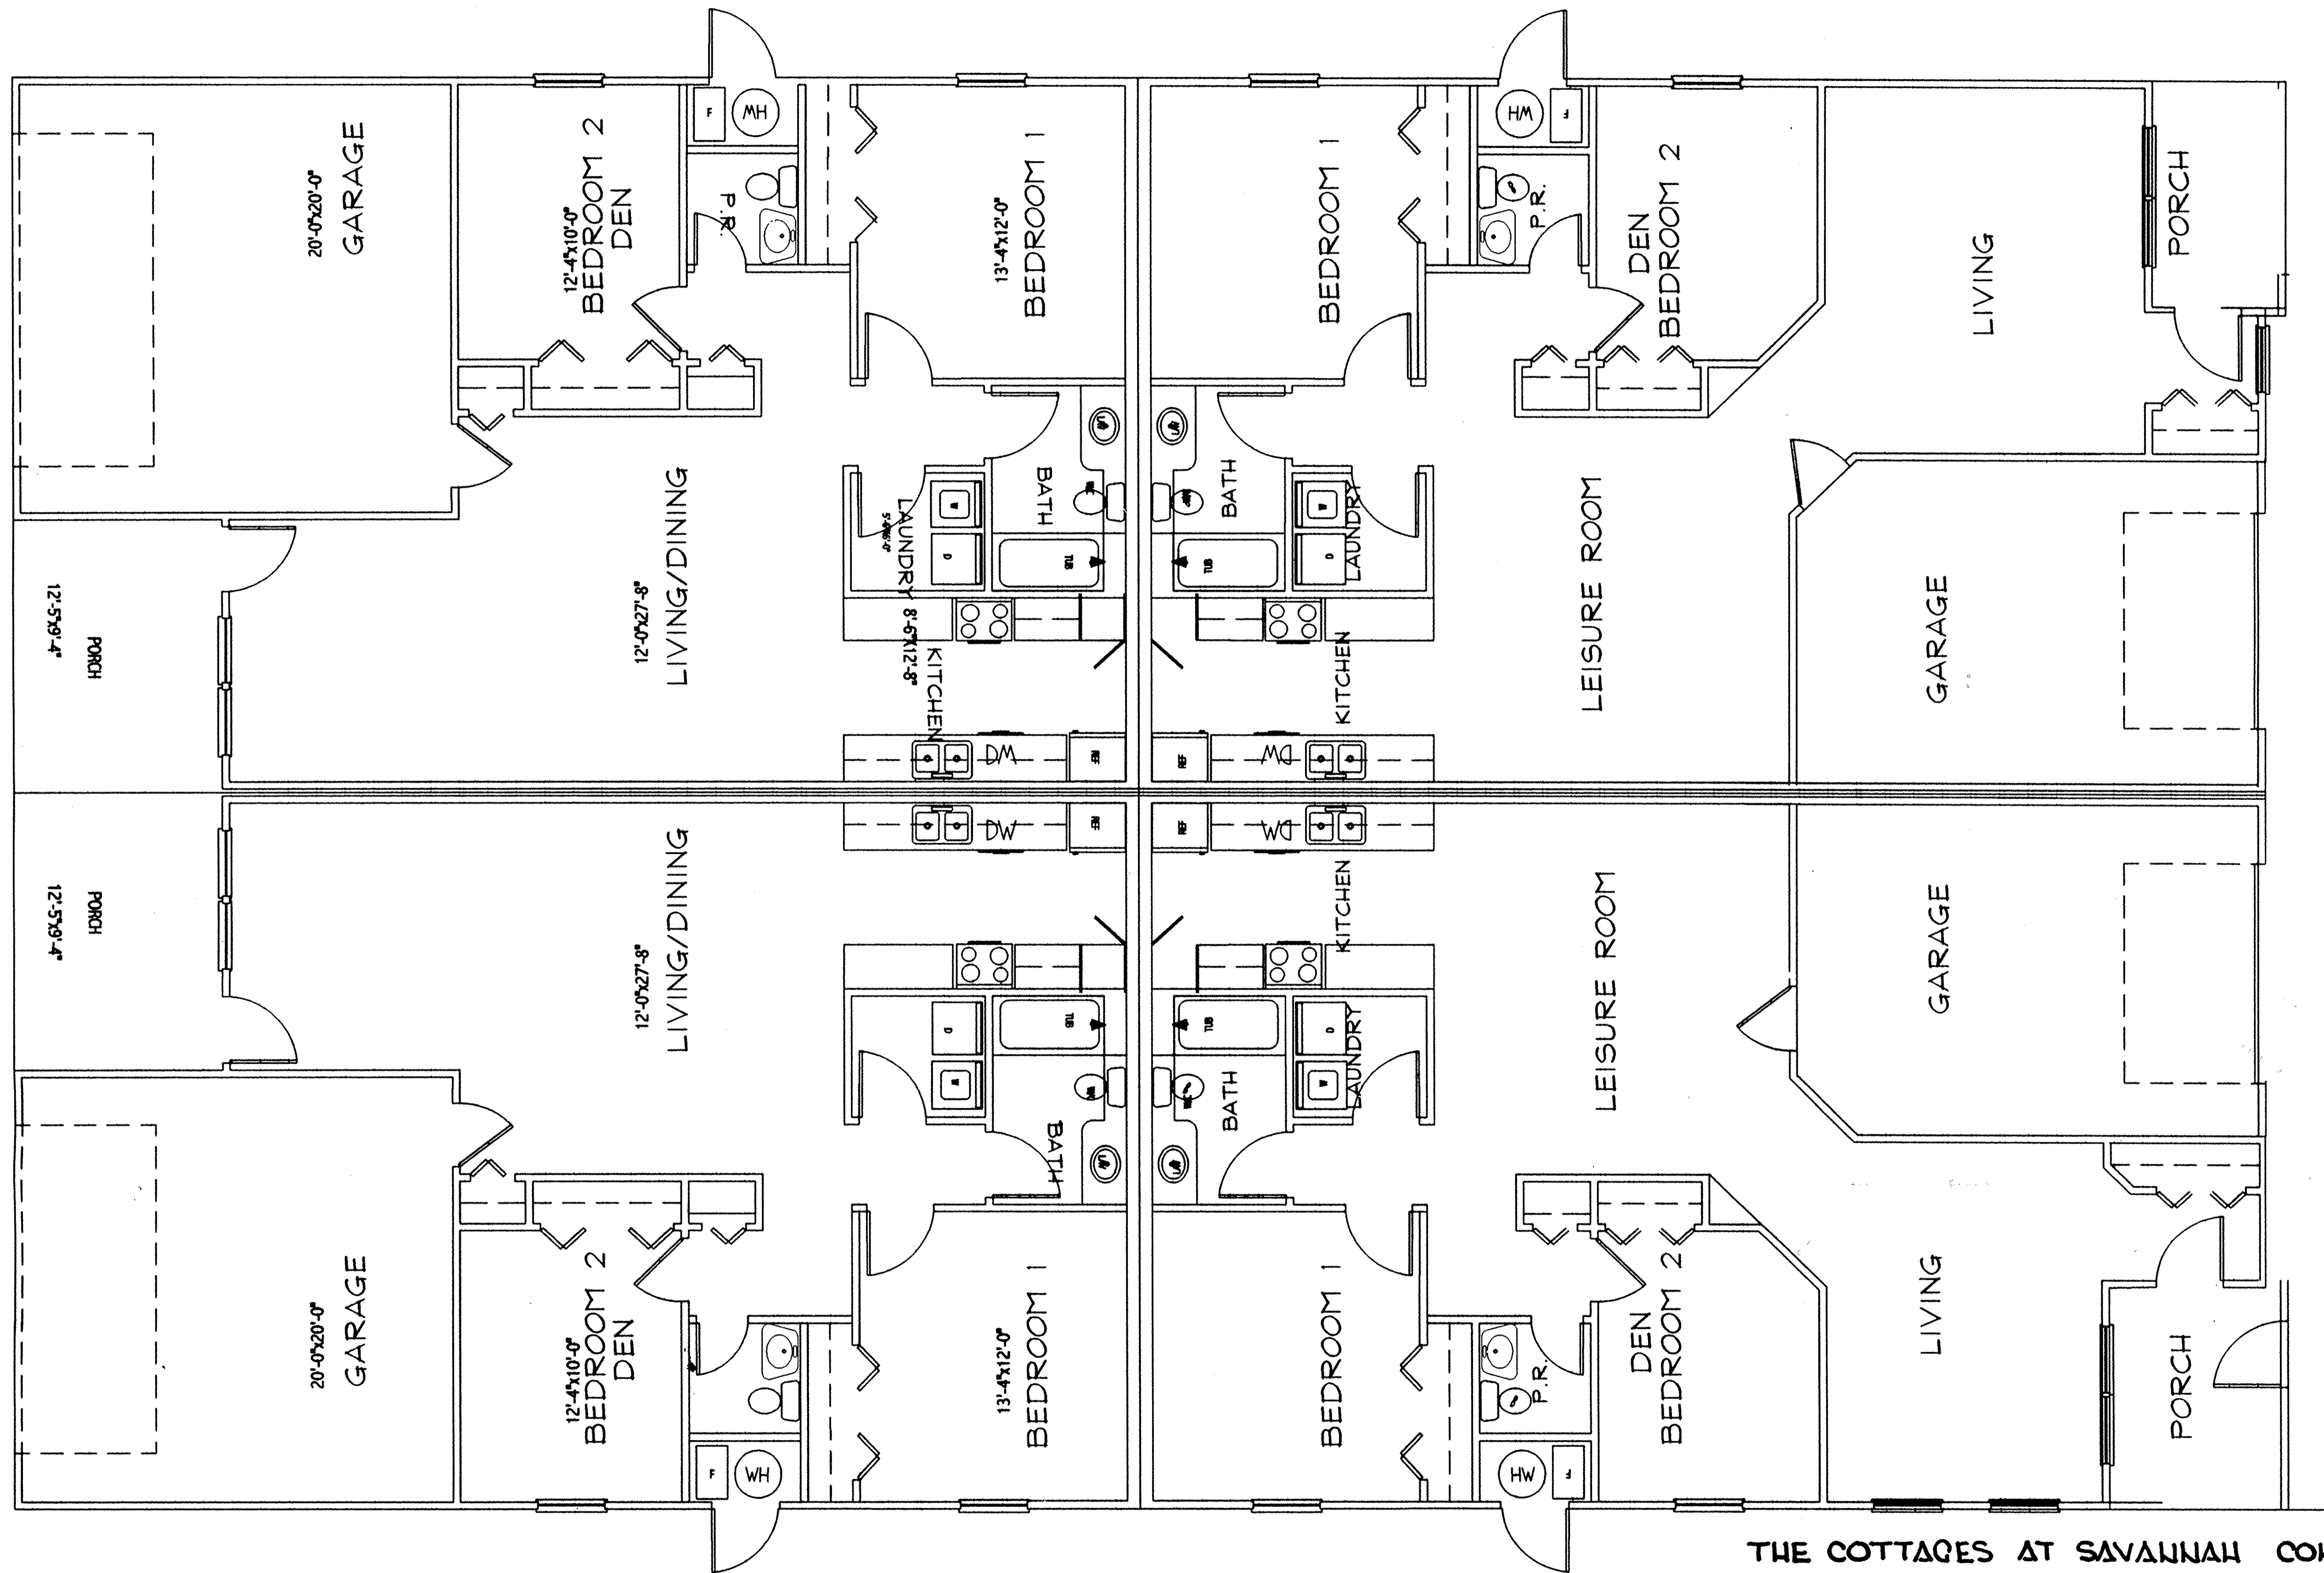 GARAGE
20'-0"x20'-0"
BEDROOM 2
DEN
12'-4"x10'-0"
F
WH
P.R.
BEDROOM 1
13'-4"x12'-0"
BEDROOM 1
WH
F
P.R.
DEN
BEDROOM 2
LIVING
PORCH
LIVING/DINING
12'-0"x27'-8"
LAUNDRY
W
D
BATH
LAV
TUB
LAV
TUB
BATH
W
D
LAUNDRY
LEISURE ROOM
GARAGE
PORCH
12'-5"x9'-4"
KITCHEN
8'-6"x12'-8"
DW
REF
REF
DW
KITCHEN
PORCH
12'-5"x9'-4"
LIVING/DINING
12'-0"x27'-8"
DW
REF
REF
DW
KITCHEN
LEISURE ROOM
GARAGE
D
W
TUB
BATH
LAV
TUB
BATH
LAV
D
W
LAUNDRY
GARAGE
20'-0"x20'-0"
BEDROOM 2
DEN
12'-4"x10'-0"
F
WH
BEDROOM 1
13'-4"x12'-0"
BEDROOM 1
P.R.
HW
F
DEN
BEDROOM 2
LIVING
PORCH
THE COTTAGES AT SAVANNAH